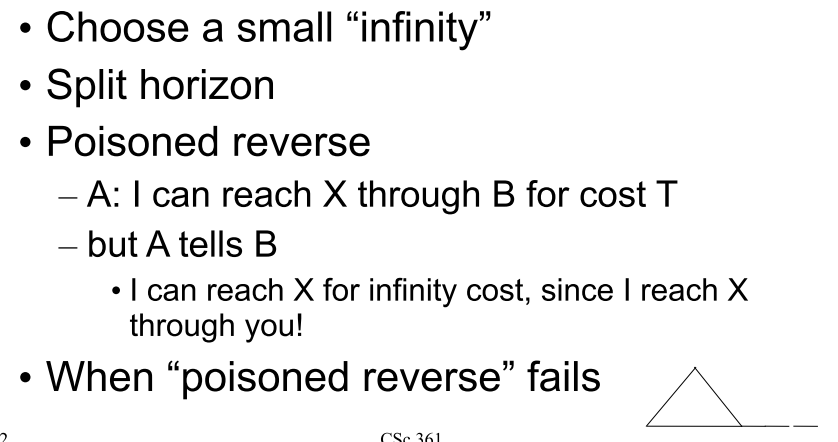 • Choose a small “infinity”
• Split horizon
• Poisoned reverse
– A: I can reach X through B for cost T
– but A tells B
• I can reach X for infinity cost, since I reach X
through you!
• When “poisoned reverse” fails
2
CSc 361